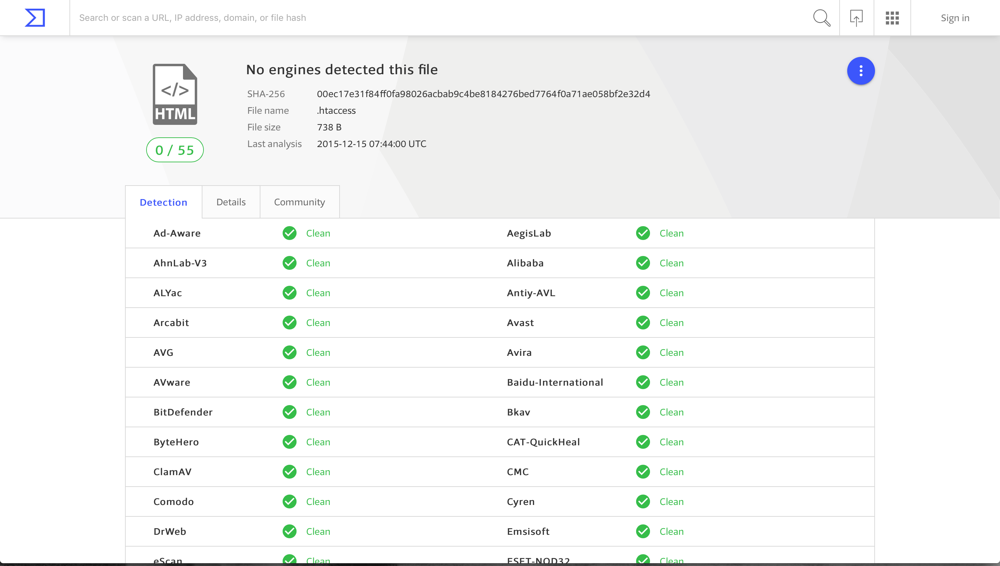 Search or scan a URL, IP address, domain, or file hash
Sign in
</>
HTML
0 / 55
No engines detected this file
SHA-256 00ec17e31f84ff0fa98026acbab9c4be8184276bed7764f0a71ae058bf2e32d4
File name .htaccess
File size 738 B
Last analysis 2015-12-15 07:44:00 UTC
Detection Details Community
Ad-Aware Clean AegisLab Clean
AhnLab-V3 Clean Alibaba Clean
ALYac Clean Antiy-AVL Clean
Arcabit Clean Avast Clean
AVG Clean Avira Clean
AVware Clean Baidu-International Clean
BitDefender Clean Bkav Clean
ByteHero Clean CAT-QuickHeal Clean
ClamAV Clean CMC Clean
Comodo Clean Cyren Clean
DrWeb Clean Emsisoft Clean
eScan Clean ESET-NOD32 Clean